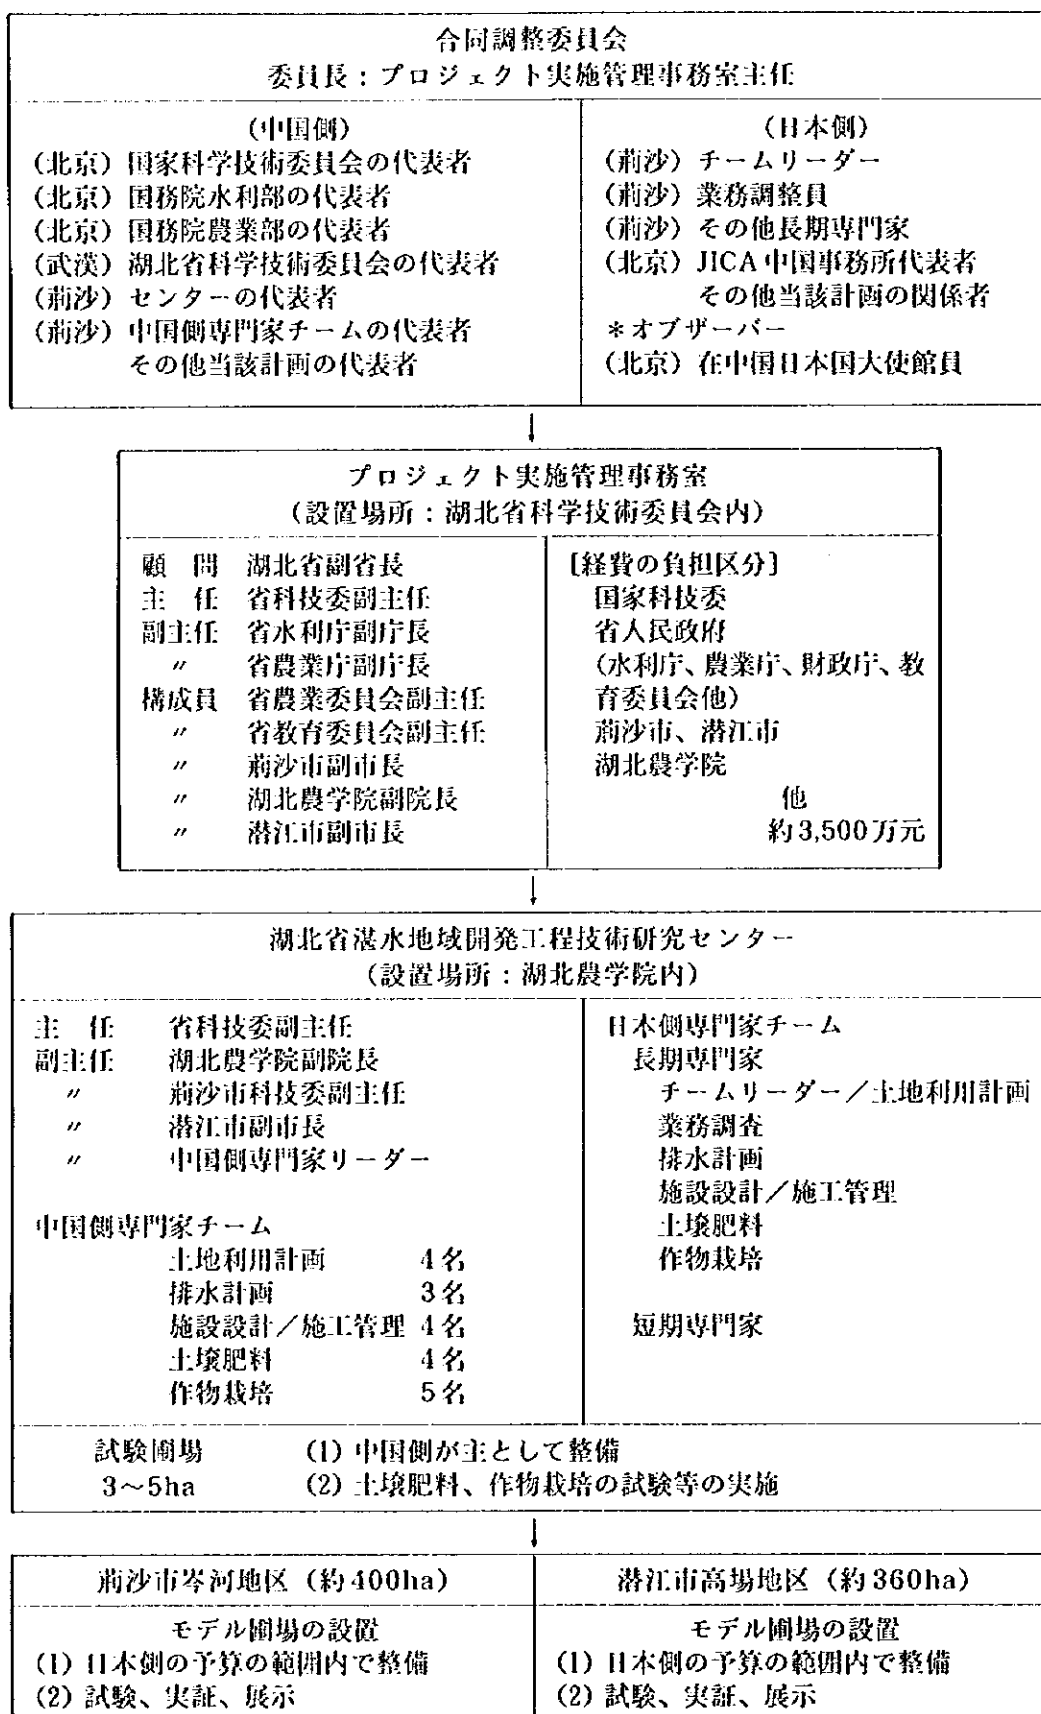 合同調整委員会
委員長：プロジェクト実施管理事務室主任
（中国側）
（北京）国家科学技術委員会の代表者
（北京）国務院水利部の代表者
（北京）国務院農業部の代表者
（武漢）湖北省科学技術委員会の代表者
（荊沙）センターの代表者
（荊沙）中国側専門家チームの代表者
その他当該計画の代表者
（日本側）
（荊沙）チームリーダー
（荊沙）業務調整員
（荊沙）その他長期専門家
（北京）JICA中国事務所代表者
その他当該計画の関係者
＊オブザーバー
（北京）在中国日本国大使館員
↓
プロジェクト実施管理事務室
（設置場所：湖北省科学技術委員会内）
顧　問　湖北省副省長
主　任　省科技委副主任
副主任　省水利庁副庁長
〃　省農業庁副庁長
構成員　省農業委員会副主任
〃　省教育委員会副主任
〃　荊沙市副市長
〃　湖北農学院副院長
〃　潜江市副市長
［経費の負担区分］
国家科技委
省人民政府
（水利庁、農業庁、財政庁、教
育委員会他）
荊沙市、潜江市
湖北農学院
他
約3,500万元
↓
湖北省湛水地域開発工程技術研究センター
（設置場所：湖北農学院内）
主　任　省科技委副主任
副主任　湖北農学院副院長
〃　荊沙市科技委副主任
〃　潜江市副市長
〃　中国側専門家リーダー
中国側専門家チーム
土地利用計画　4名
排水計画　3名
施設設計／施工管理　4名
土壌肥料　4名
作物栽培　5名
日本側専門家チーム
長期専門家
チームリーダー／土地利用計画
業務調査
排水計画
施設設計／施工管理
土壌肥料
作物栽培
短期専門家
試験圃場　（1）中国側が主として整備
3～5ha　（2）土壌肥料、作物栽培の試験等の実施
↓
荊沙市岑河地区（約400ha）
モデル圃場の設置
（1）日本側の予算の範囲内で整備
（2）試験、実証、展示
潜江市高場地区（約360ha）
モデル圃場の設置
（1）日本側の予算の範囲内で整備
（2）試験、実証、展示